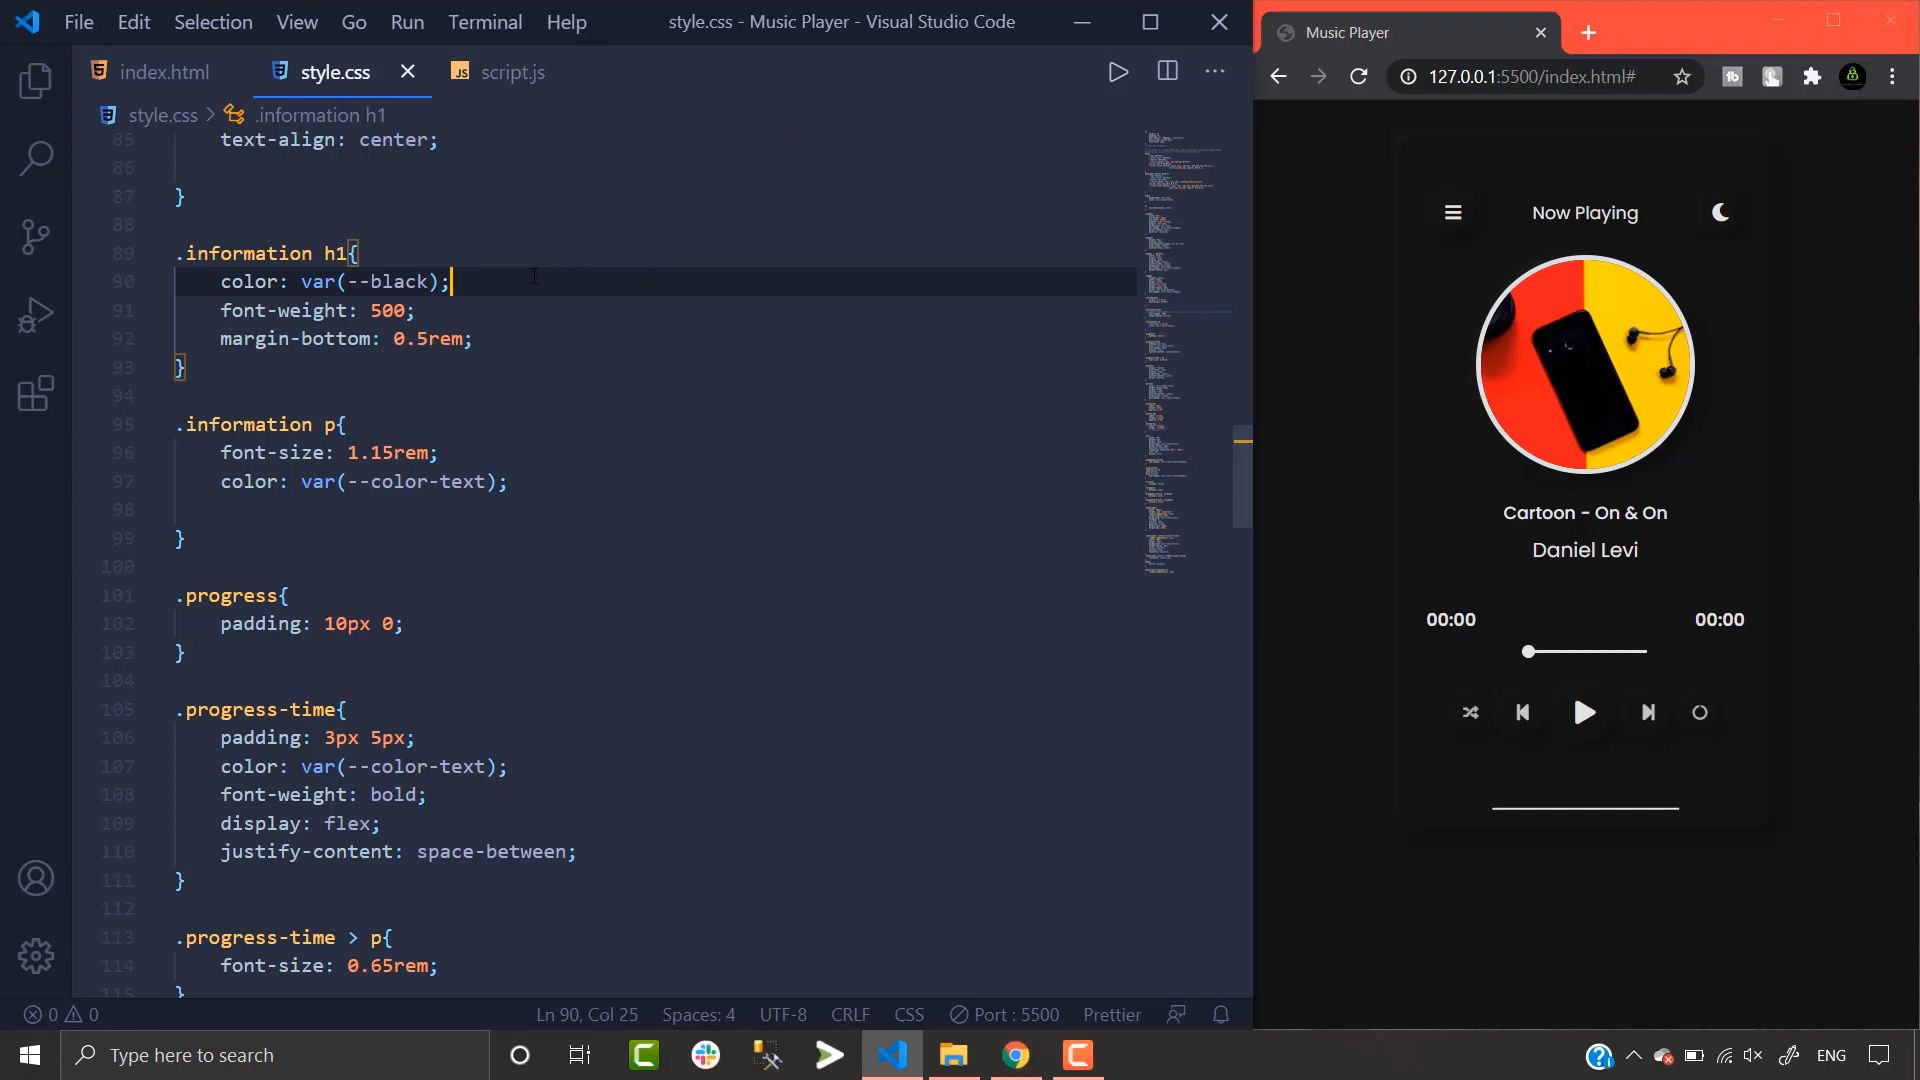 File Edit Selection View Go Run Terminal Help style.css - Music Player - Visual Studio Code
index.html style.css JS script.js
style.css > .information h1
85 text-align: center;
86
87 }
88
89 .information h1{
90 color: var(--black);
91 font-weight: 500;
92 margin-bottom: 0.5rem;
93 }
94
95 .information p{
96 font-size: 1.15rem;
97 color: var(--color-text);
98
99 }
100
101 .progress{
102 padding: 10px 0;
103 }
104
105 .progress-time{
106 padding: 3px 5px;
107 color: var(--color-text);
108 font-weight: bold;
109 display: flex;
110 justify-content: space-between;
111 }
112
113 .progress-time > p{
114 font-size: 0.65rem;
115 }
0 0 Ln 90, Col 25 Spaces: 4 UTF-8 CRLF CSS Port : 5500 Prettier
Music Player
127.0.0.1:5500/index.html#
Now Playing
Cartoon - On & On
Daniel Levi
00:00 00:00
Type here to search
ENG